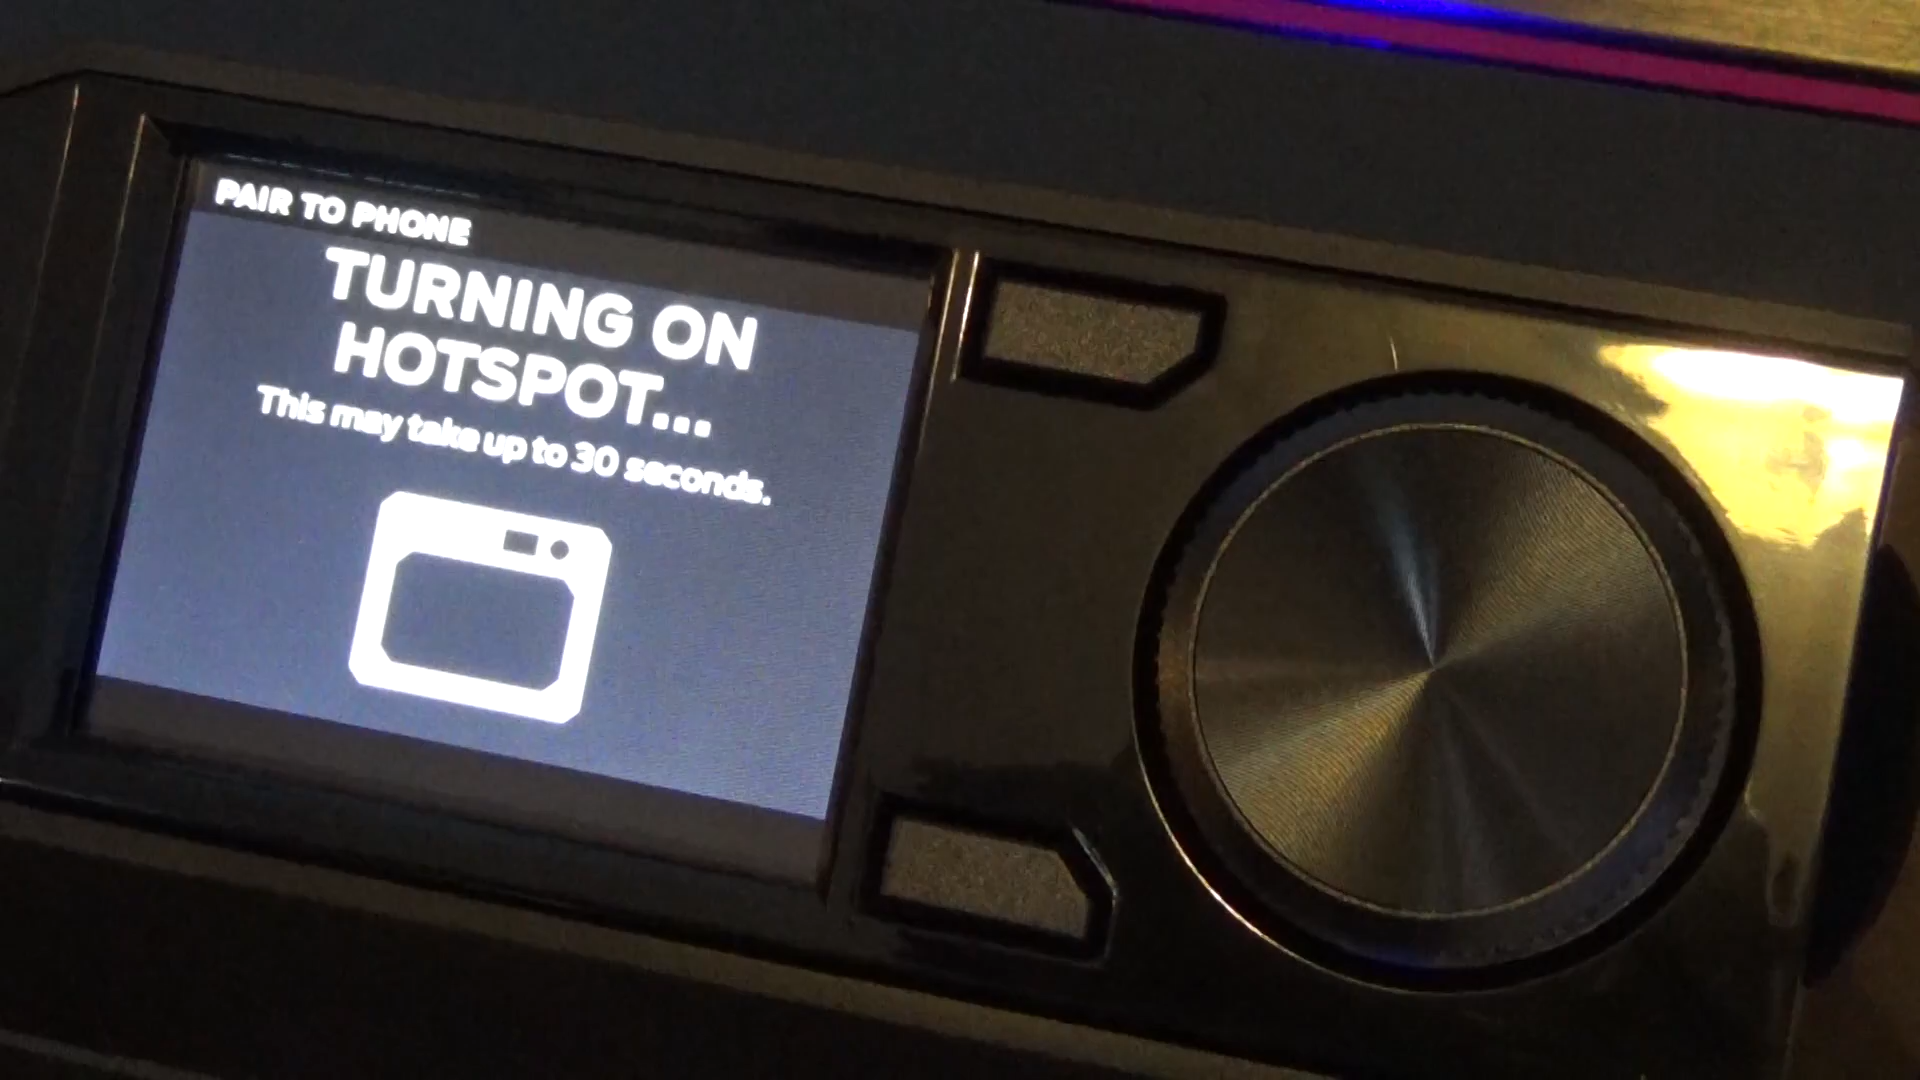 PAIR TO PHONE
TURNING ON
HOTSPOT...
This may take up to 30 seconds.